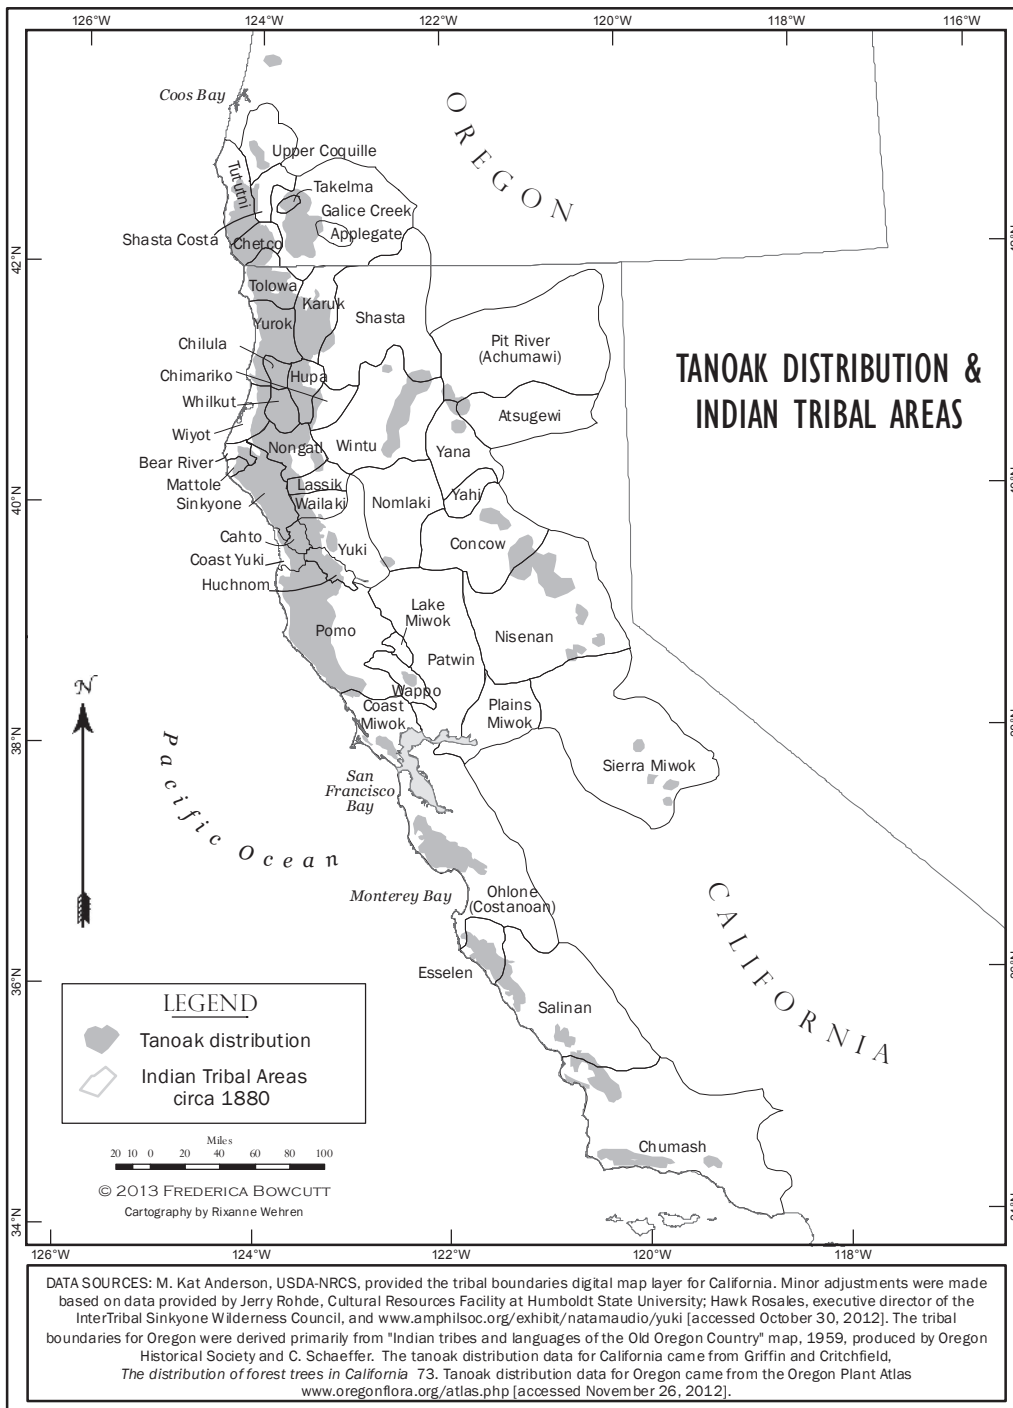 126°W 124°W 122°W 120°W 118°W 116°W
Coos Bay
OREGON
Upper Coquille
Tututni
Takelma
Galice Creek
Applegate
Shasta Costa
Chetco
42°N
Tolowa
Karuk
Yurok
Shasta
Chilula
Pit River
(Achumawi)
Chimariko
Hupa
Whilkut
Atsugewi
Wiyot
TANOAK DISTRIBUTION &
INDIAN TRIBAL AREAS
Nongatl
Wintu
Yana
Bear River
Mattole
Lassik
Sinkyone
Wailaki
Nomlaki
Yahi
40°N
Cahto
Yuki
Concow
Coast Yuki
Huchnom
Lake
Miwok
Pomo
Nisenan
Patwin
Wappo
Coast
Miwok
Plains
Miwok
N
38°N
Sierra Miwok
San
Francisco
Bay
Pacific Ocean
Monterey Bay
Ohlone
(Costanoan)
CALIFORNIA
Esselen
36°N
Salinan
LEGEND
Tanoak distribution
Indian Tribal Areas
circa 1880
Chumash
Miles
20 10 0 20 40 60 80 100
© 2013 FREDERICA BOWCUTT
Cartography by Rixanne Wehren
34°N
126°W 124°W 122°W 120°W 118°W
DATA SOURCES: M. Kat Anderson, USDA-NRCS, provided the tribal boundaries digital map layer for California. Minor adjustments were made
based on data provided by Jerry Rohde, Cultural Resources Facility at Humboldt State University; Hawk Rosales, executive director of the
InterTribal Sinkyone Wilderness Council, and www.amphilsoc.org/exhibit/natamaudio/yuki [accessed October 30, 2012]. The tribal
boundaries for Oregon were derived primarily from "Indian tribes and languages of the Old Oregon Country" map, 1959, produced by Oregon
Historical Society and C. Schaeffer. The tanoak distribution data for California came from Griffin and Critchfield,
The distribution of forest trees in California 73. Tanoak distribution data for Oregon came from the Oregon Plant Atlas
www.oregonflora.org/atlas.php [accessed November 26, 2012].